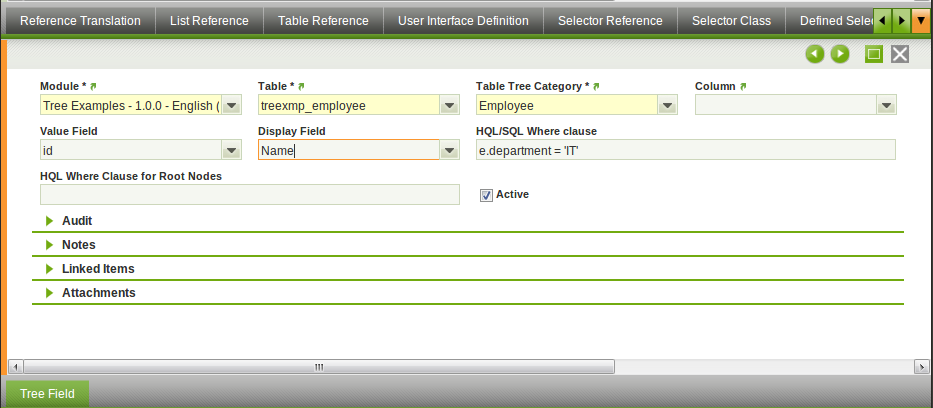 Reference Translation List Reference Table Reference User Interface Definition Selector Reference Selector Class Defined Selec
Module * Table * Table Tree Category * Column
Tree Examples - 1.0.0 - English ( treexmp_employee Employee
Value Field Display Field HQL/SQL Where clause
id Name e.department = 'IT'
HQL Where Clause for Root Nodes
Active
Audit
Notes
Linked Items
Attachments
Tree Field